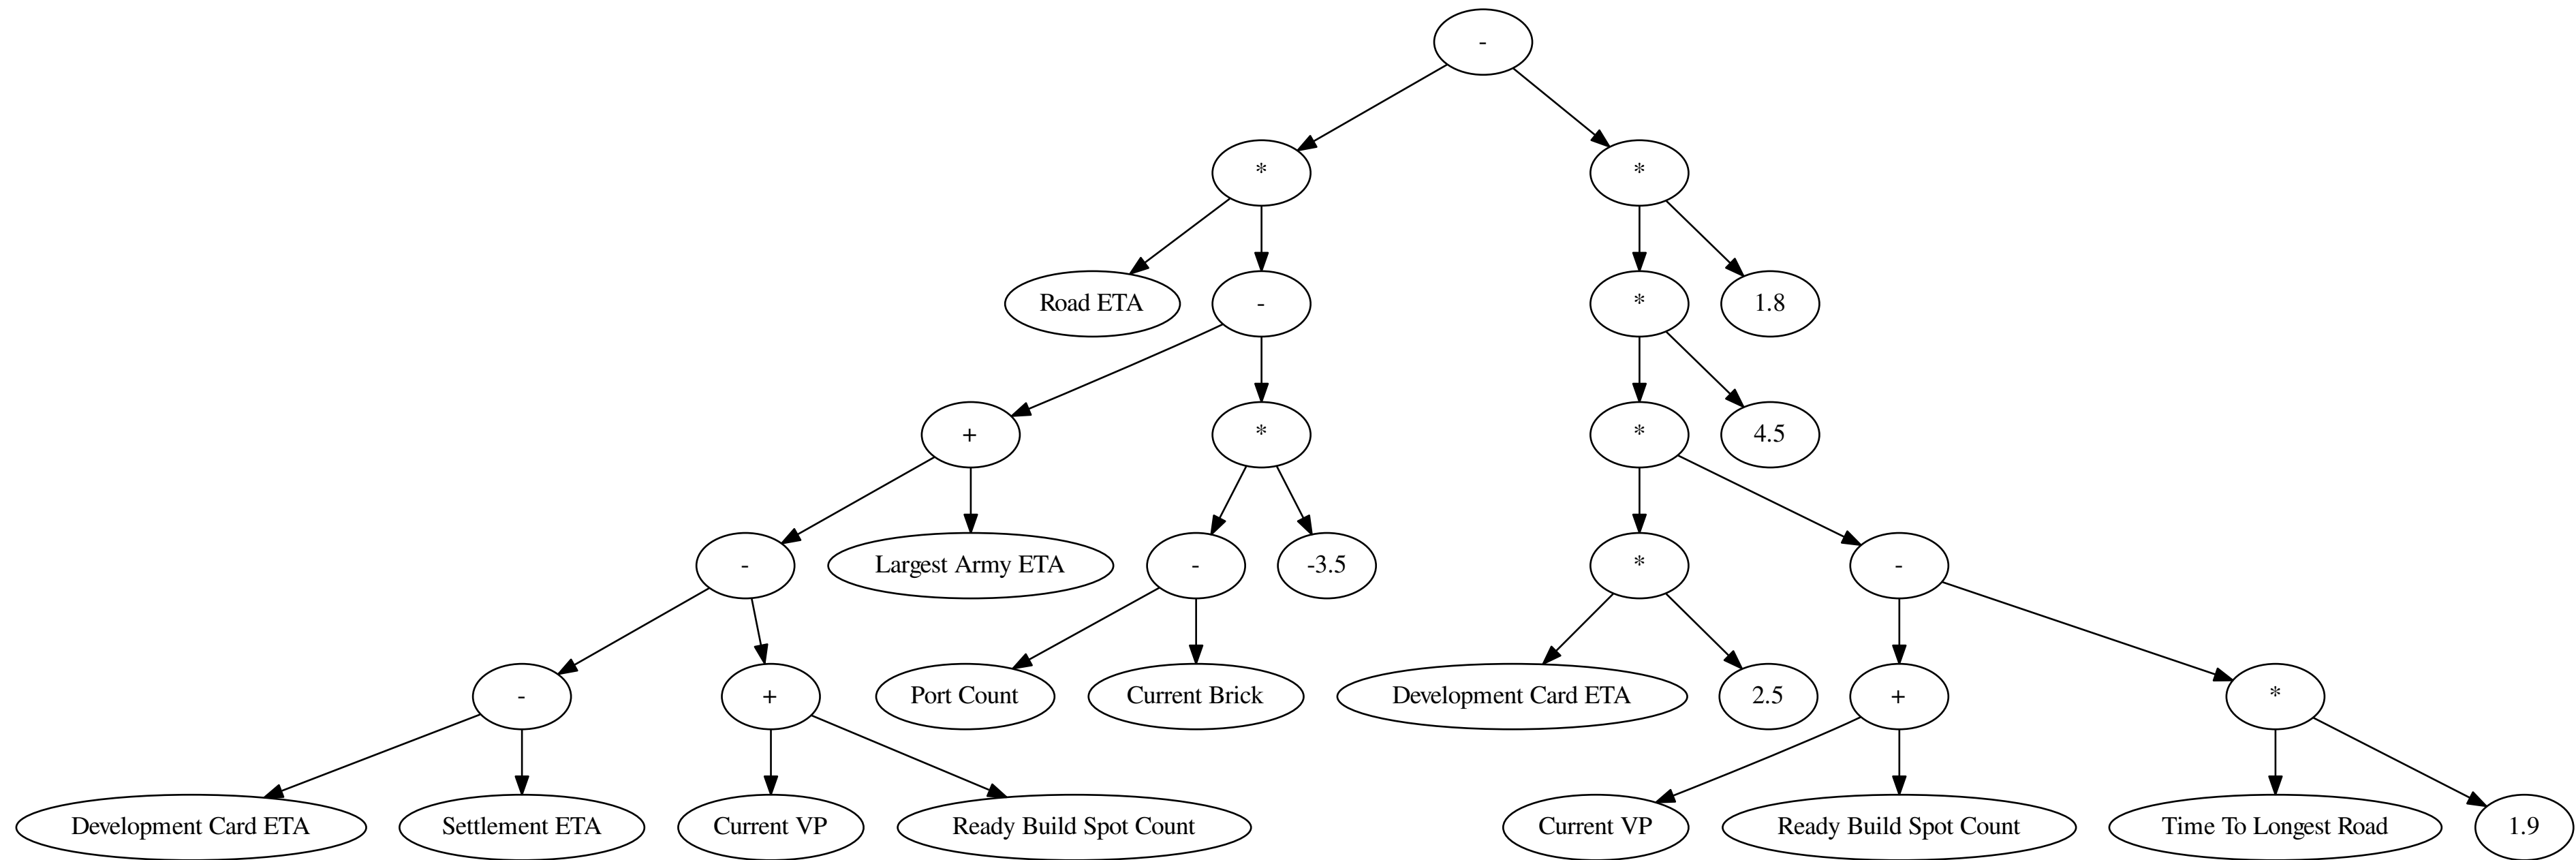 -
* *
Road ETA - * 1.8
+ * * 4.5
- Largest Army ETA - -3.5 * -
- + Port Count Current Brick Development Card ETA 2.5 + *
Development Card ETA Settlement ETA Current VP Ready Build Spot Count Current VP Ready Build Spot Count Time To Longest Road 1.9